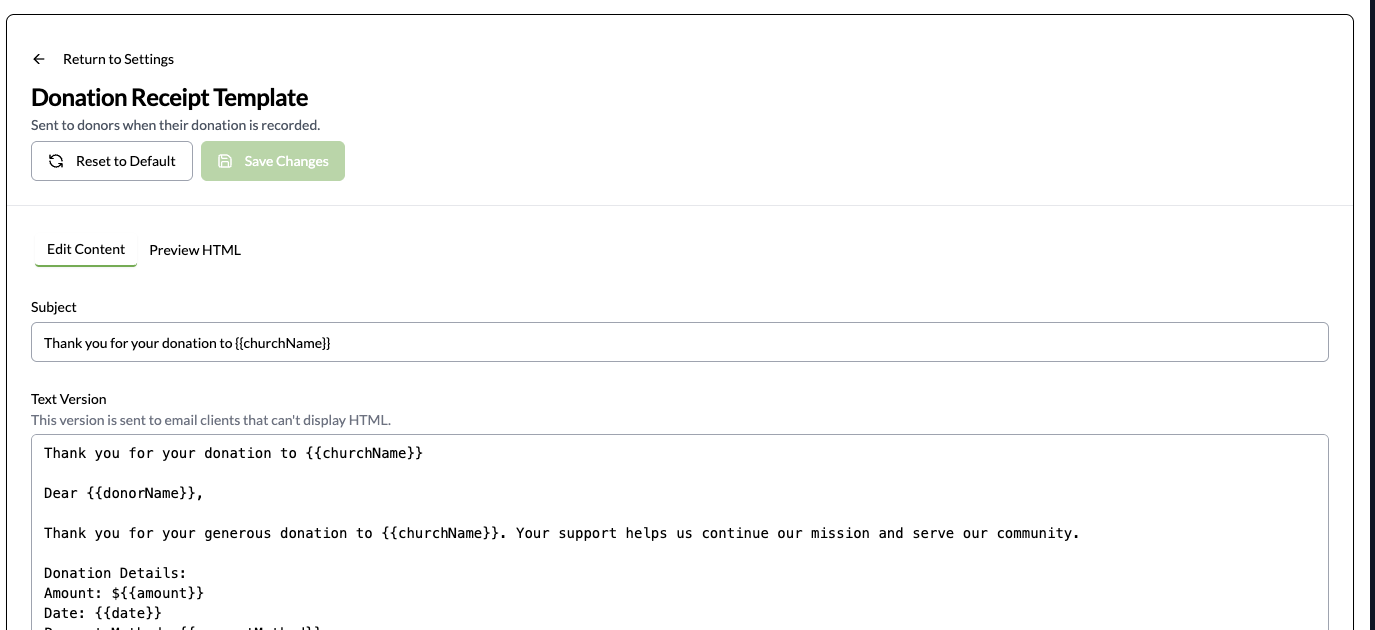 Return to Settings
Donation Receipt Template
Sent to donors when their donation is recorded.
Reset to Default
Save Changes
Edit Content
Preview HTML
Subject
Thank you for your donation to {{churchName}}
Text Version
This version is sent to email clients that can't display HTML.
Thank you for your donation to {{churchName}}
Dear {{donorName}},
Thank you for your generous donation to {{churchName}}. Your support helps us continue our mission and serve our community.
Donation Details:
Amount: ${{amount}}
Date: {{date}}